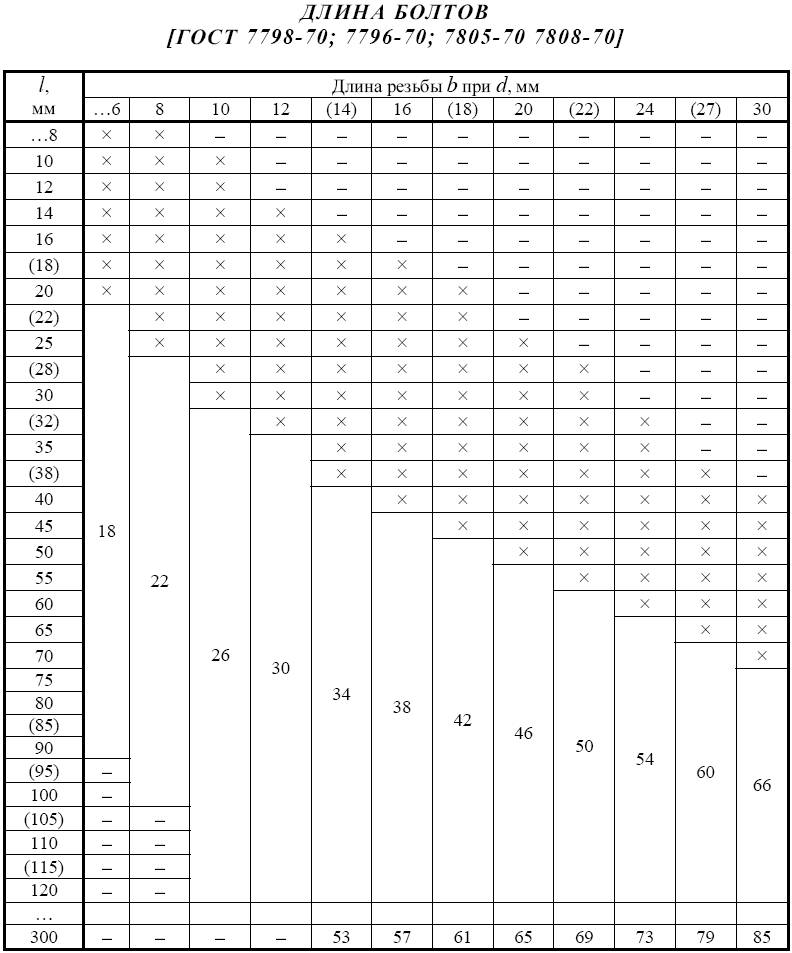 ДЛИНА БОЛТОВ
[ГОСТ 7798-70; 7796-70; 7805-70 7808-70]
l, Длина резьбы b при d, мм
мм …6 8 10 12 (14) 16 (18) 20 (22) 24 (27) 30
…8 × × – – – – – – – – – –
10 × × × – – – – – – – – –
12 × × × – – – – – – – – –
14 × × × × – – – – – – – –
16 × × × × × – – – – – – –
(18) × × × × × × – – – – – –
20 × × × × × × × – – – – –
(22) × × × × × × – – – – –
25 × × × × × × × – – – –
(28) × × × × × × × – – –
30 × × × × × × × – – –
(32) × × × × × × × – –
35 × × × × × × – –
(38) × × × × × × × –
40 × × × × × × ×
45 18 × × × × × ×
50 × × × × ×
55 22 × × × ×
60 × × ×
65 × ×
70 26 30 ×
75 34
80 38
(85) 42 46
90 50 54
(95) – 60
100 – 66
(105) – –
110 – –
(115) – –
120 – –
…
300 – – – – 53 57 61 65 69 73 79 85